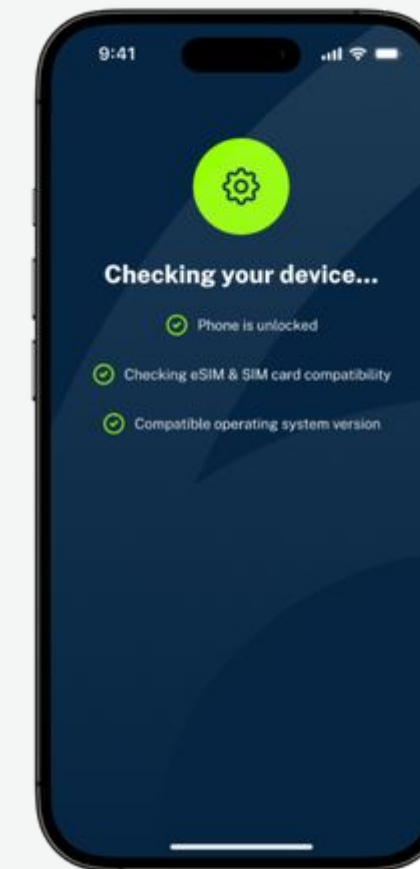 9:41
Checking your device...
Phone is unlocked
Checking eSIM & SIM card compatibility
Compatible operating system version